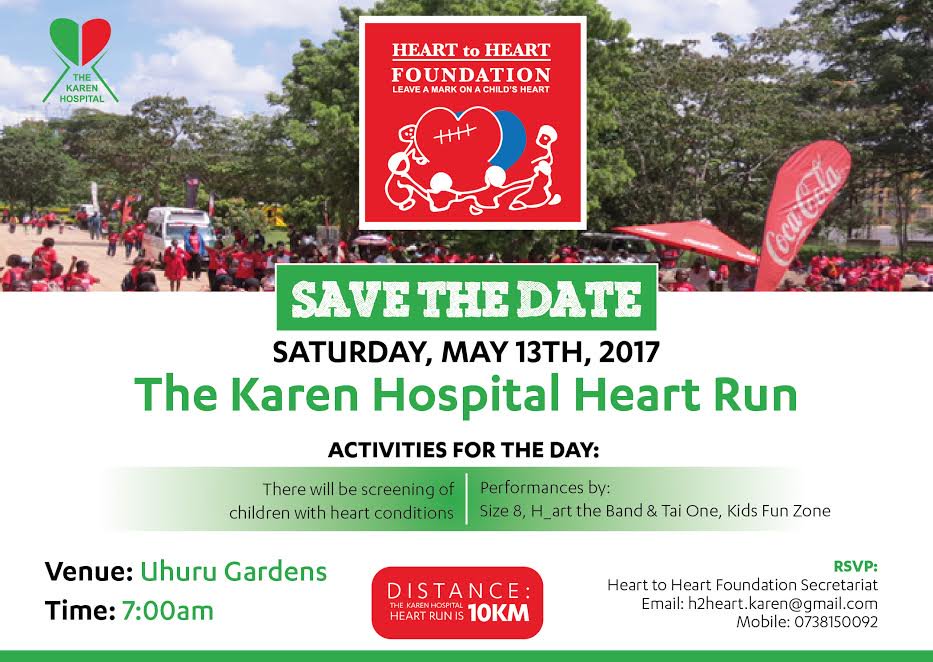 THE
KAREN
HOSPITAL
HEART to HEART
FOUNDATION
LEAVE A MARK ON A CHILD'S HEART
Coca-Cola
SAVE THE DATE
SATURDAY, MAY 13TH, 2017
The Karen Hospital Heart Run
ACTIVITIES FOR THE DAY:
There will be screening of
children with heart conditions
Performances by:
Size 8, H_art the Band & Tai One, Kids Fun Zone
Venue: Uhuru Gardens
Time: 7:00am
DISTANCE:
THE KAREN HOSPITAL
HEART RUN IS 10KM
RSVP:
Heart to Heart Foundation Secretariat
Email: h2heart.karen@gmail.com
Mobile: 0738150092